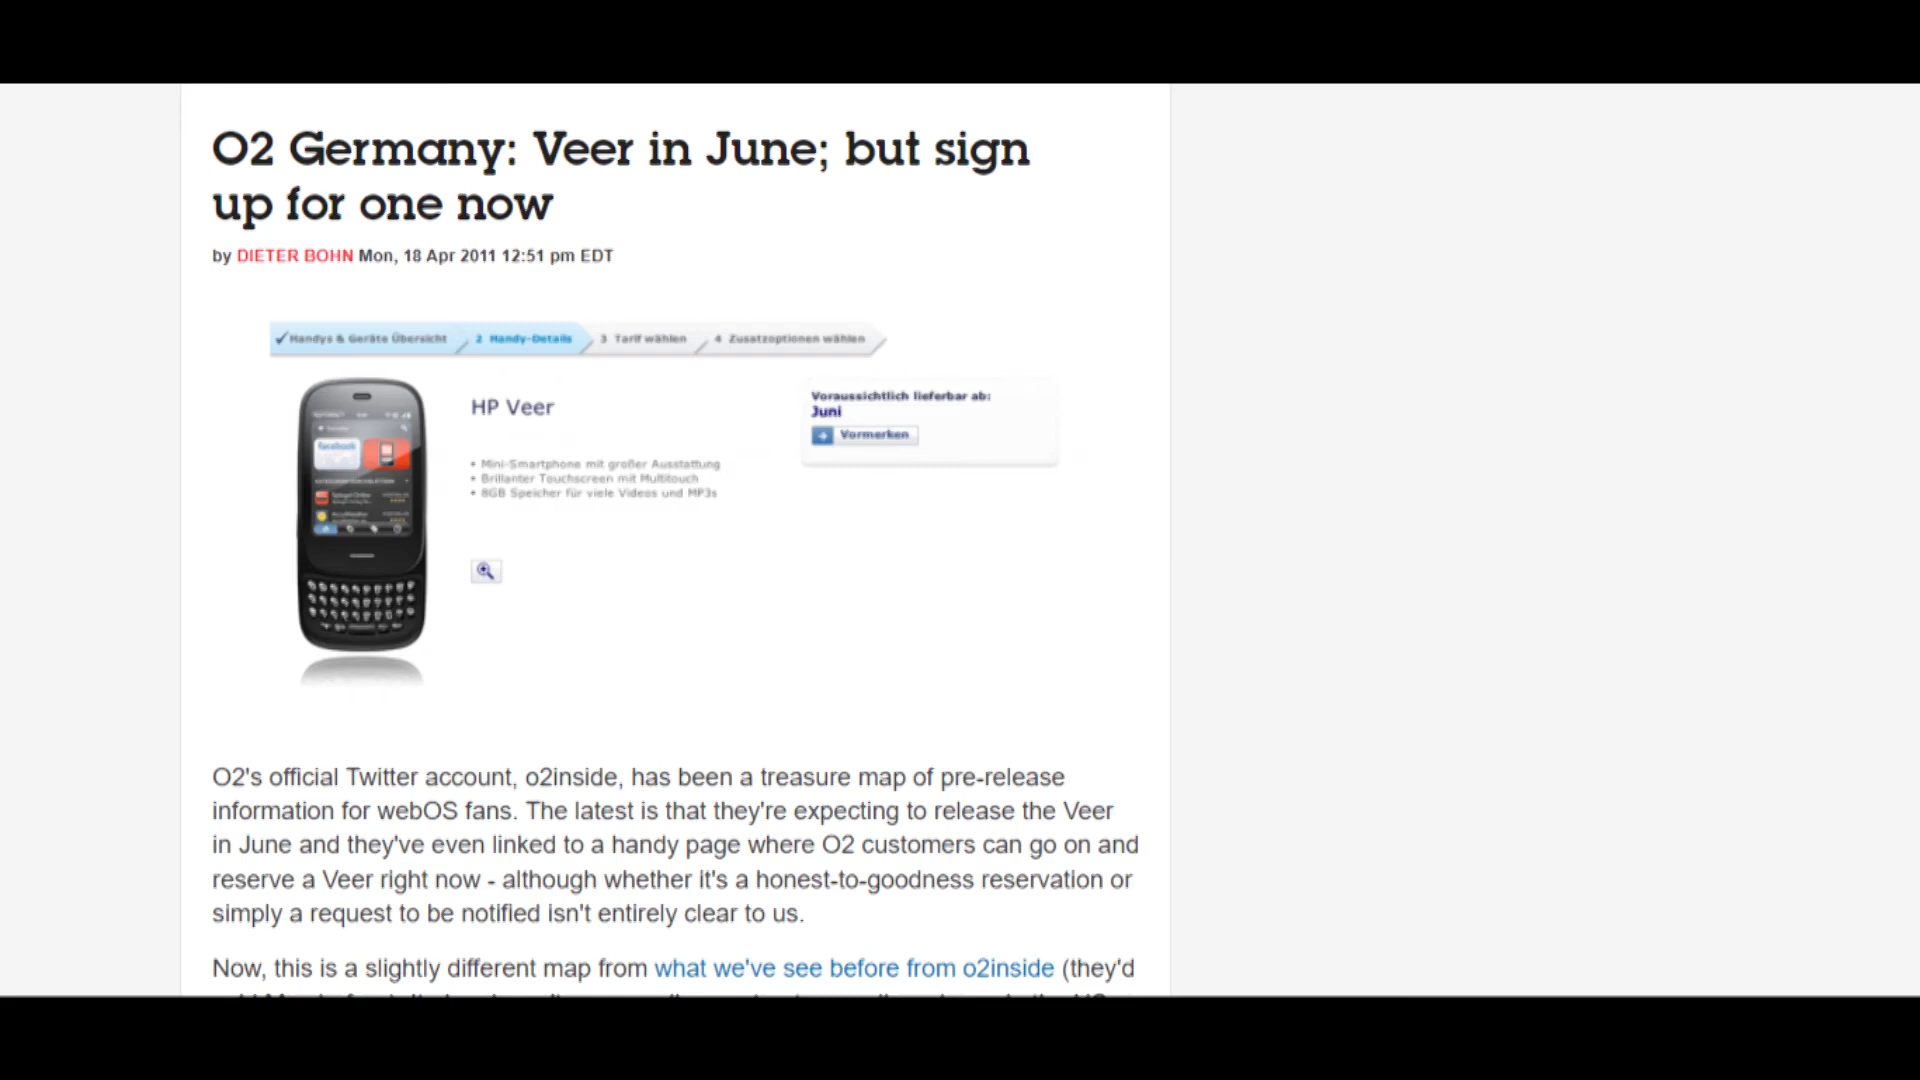 O2 Germany: Veer in June; but sign
up for one now
by DIETER BOHN Mon, 18 Apr 2011 12:51 pm EDT
✓Handys & Geräte Übersicht 2 Handy-Details 3 Tarif wählen 4 Zusatzoptionen wählen
HP Veer
• Mini-Smartphone mit großer Ausstattung
• Brillanter Touchscreen mit Multitouch
• 8GB Speicher für viele Videos und MP3s
Voraussichtlich lieferbar ab:
Juni
Vormerken
facebook
O2's official Twitter account, o2inside, has been a treasure map of pre-release
information for webOS fans. The latest is that they're expecting to release the Veer
in June and they've even linked to a handy page where O2 customers can go on and
reserve a Veer right now - although whether it's a honest-to-goodness reservation or
simply a request to be notified isn't entirely clear to us.
Now, this is a slightly different map from what we've see before from o2inside (they'd